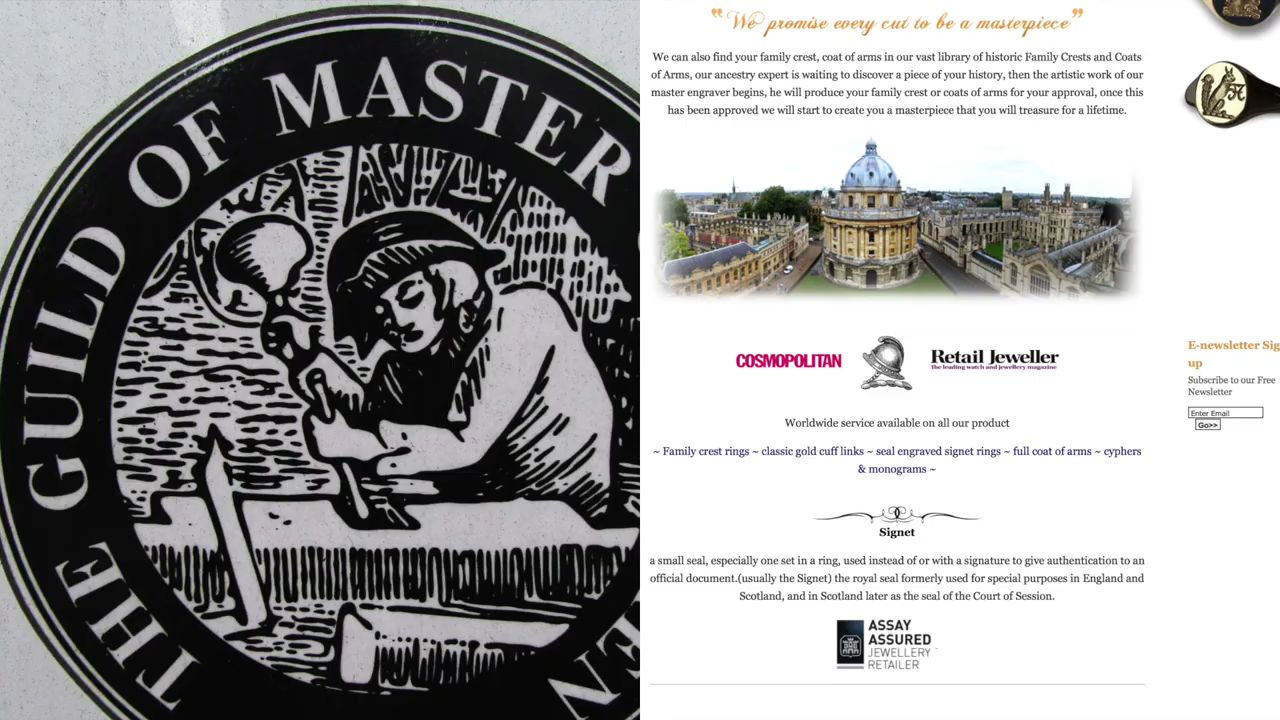 THE GUILD OF MASTER
EN
"We promise every cut to be a masterpiece"
We can also find your family crest, coat of arms in our vast library of historic Family Crests and Coats
of Arms, our ancestry expert is waiting to discover a piece of your history, then the artistic work of our
master engraver begins, he will produce your family crest or coats of arms for your approval, once this
has been approved we will start to create you a masterpiece that you will treasure for a lifetime.
COSMOPOLITAN
Retail Jeweller
The leading watch and jewellery magazine
E-newsletter Sig
up
Subscribe to our Free
Newsletter
Enter Email
Go>>
Worldwide service available on all our product
~ Family crest rings ~ classic gold cuff links ~ seal engraved signet rings ~ full coat of arms ~ cyphers
& monograms ~
Signet
a small seal, especially one set in a ring, used instead of or with a signature to give authentication to an
official document.(usually the Signet) the royal seal formerly used for special purposes in England and
Scotland, and in Scotland later as the seal of the Court of Session.
ASSAY
ASSURED
JEWELLERY
RETAILER